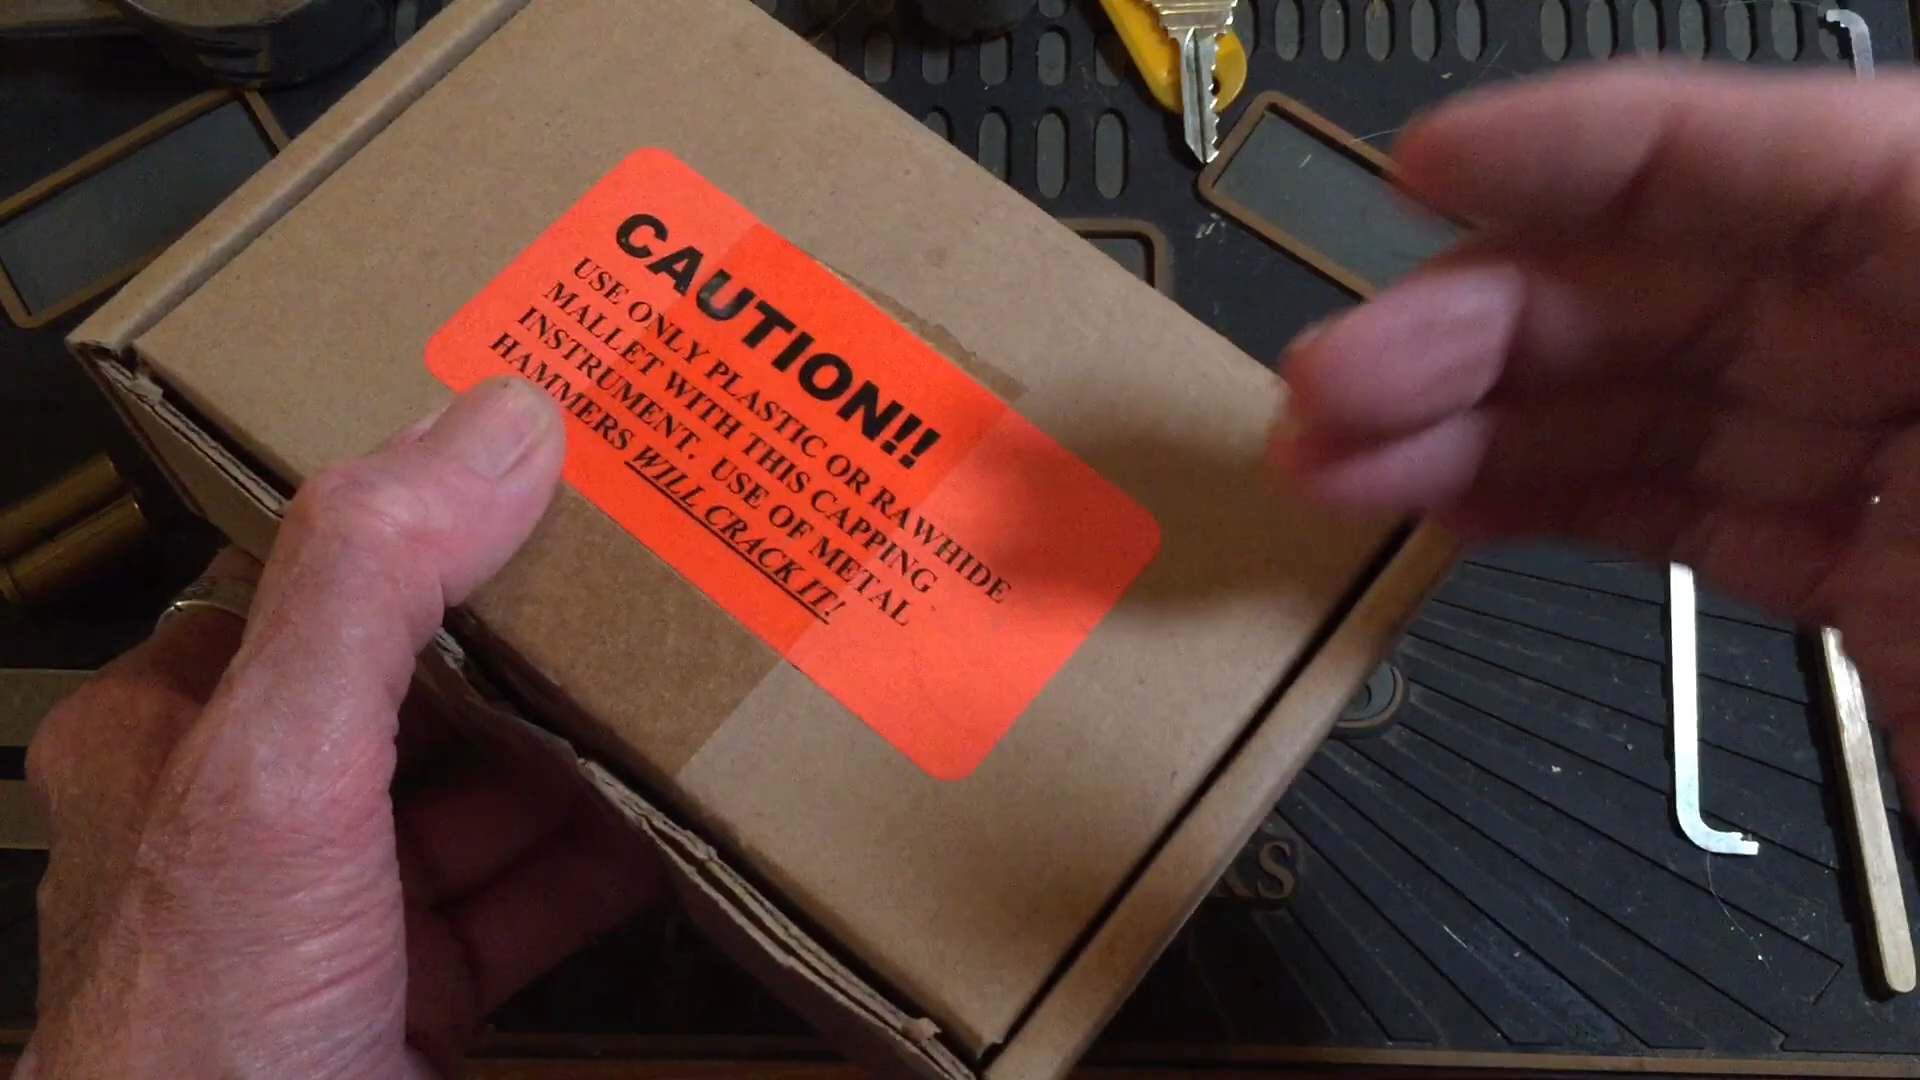 CAUTION!!
USE ONLY PLASTIC OR RAWHIDE
MALLET WITH THIS CAPPING
INSTRUMENT. USE OF METAL
HAMMERS WILL CRACK IT!